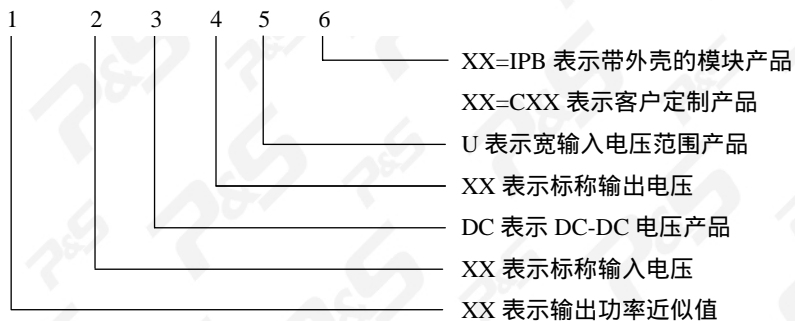 1 2 3 4 5 6
XX=IPB 表示带外壳的模块产品
XX=CXX 表示客户定制产品
U 表示宽输入电压范围产品
XX 表示标称输出电压
DC 表示 DC-DC 电压产品
XX 表示标称输入电压
XX 表示输出功率近似值
P&S
P&S
P&S
P&S
P&S